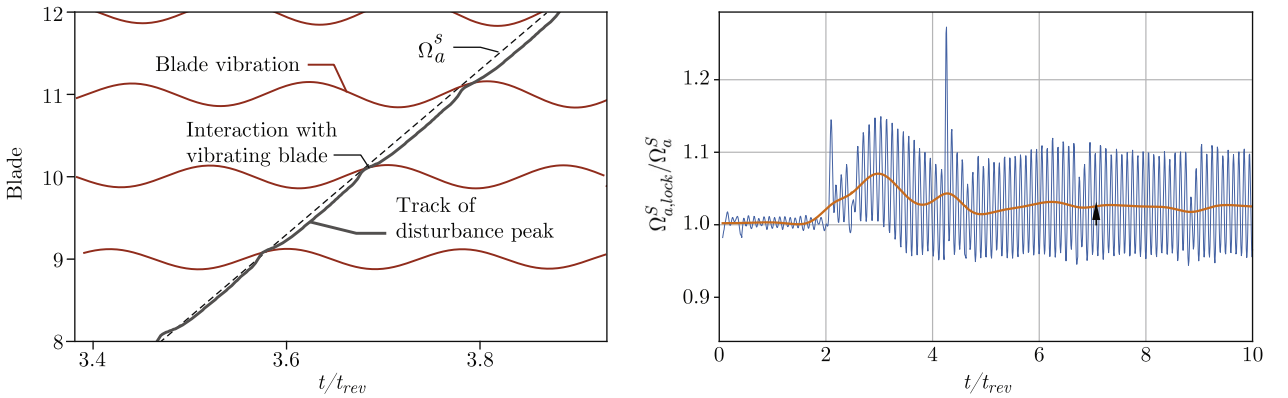 12
11
10
9
8
Blade
Blade vibration
Ω_a^s
Interaction with
vibrating blade
Track of
disturbance peak
3.4
3.6
3.8
t/t_rev
1.2
1.1
1.0
0.9
Ω^S_a,lock/Ω^S_a
0
2
4
6
8
10
t/t_rev